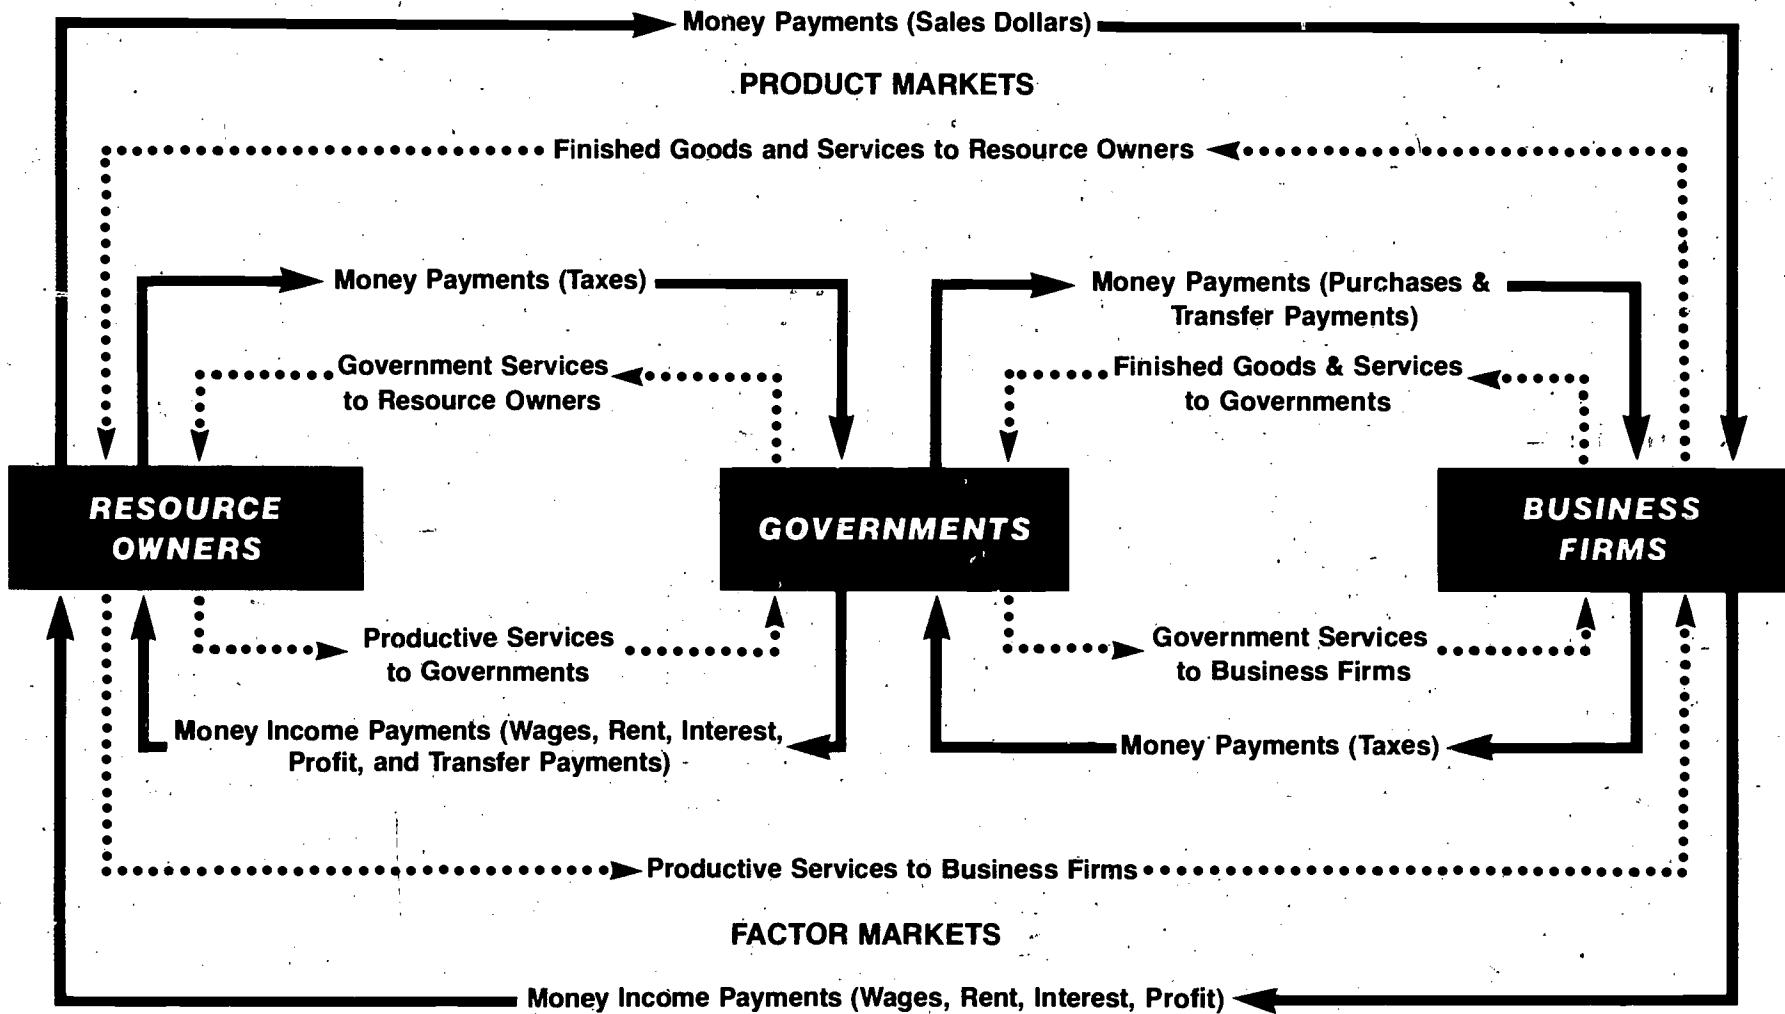 Money Payments (Sales Dollars)
PRODUCT MARKETS
Finished Goods and Services to Resource Owners
Money Payments (Taxes)
Money Payments (Purchases &
Transfer Payments)
Government Services
to Resource Owners
Finished Goods & Services
to Governments
RESOURCE
OWNERS
GOVERNMENTS
BUSINESS
FIRMS
Productive Services
to Governments
Government Services
to Business Firms
Money Income Payments (Wages, Rent, Interest,
Profit, and Transfer Payments)
Money Payments (Taxes)
Productive Services to Business Firms
FACTOR MARKETS
Money Income Payments (Wages, Rent, Interest, Profit)